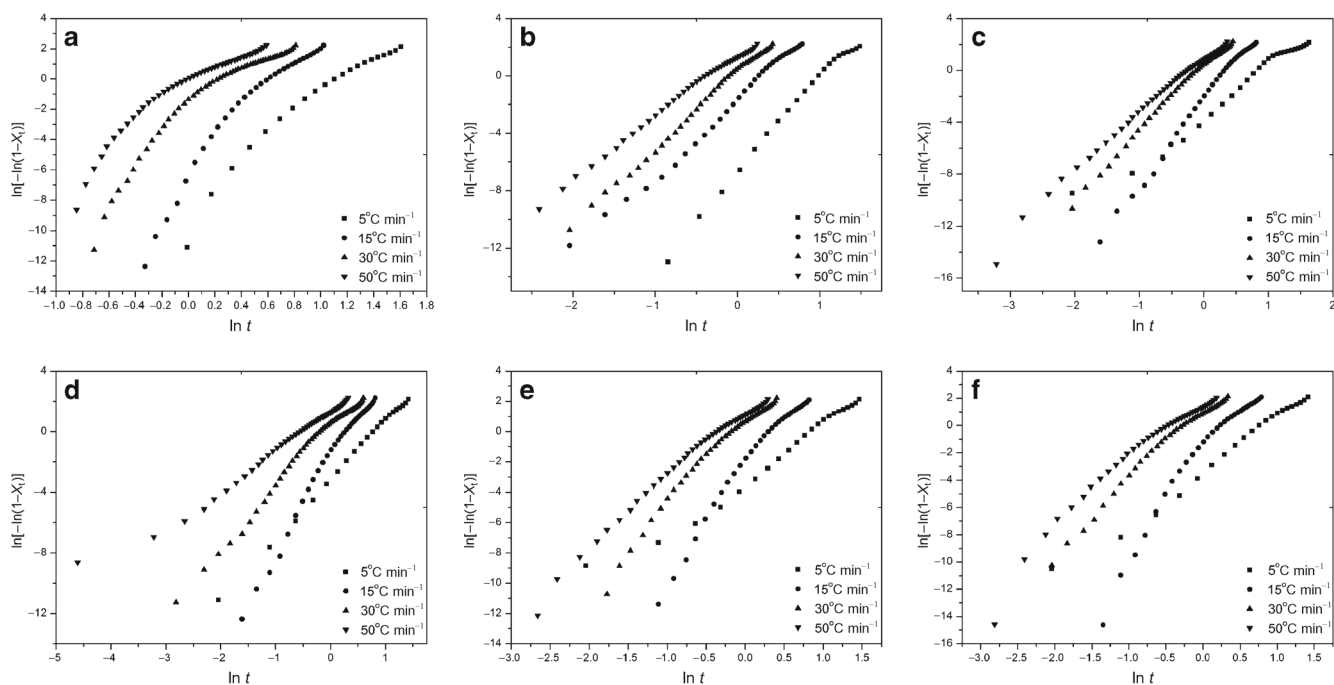 a
4
2
0
−2
−4
−6
−8
−10
−12
14
ln[−ln(1−Xt)]
5°C min⁻¹
15°C min⁻¹
30°C min⁻¹
50°C min⁻¹
−1.0 −0.8 −0.6 −0.4 −0.2 0.0 0.2 0.4 0.6 0.8 1.0 1.2 1.4 1.6 1.8
ln t
b
4
0
−4
−8
−12
ln[−ln(1−Xt)]
5°C min⁻¹
15°C min⁻¹
30°C min⁻¹
50°C min⁻¹
−2 −1 0 1
ln t
c
4
0
−4
−8
−12
−16
ln[−ln(1−Xt)]
5°C min⁻¹
15°C min⁻¹
30°C min⁻¹
50°C min⁻¹
−3 −2 −1 0 1 2
ln t
d
4
0
−4
−8
−12
ln[−ln(1−Xt)]
5°C min⁻¹
15°C min⁻¹
30°C min⁻¹
50°C min⁻¹
−5 −4 −3 −2 −1 0 1
ln t
e
4
2
0
−2
−4
−6
−8
−10
−12
−14
ln[−ln(1−Xt)]
5°C min⁻¹
15°C min⁻¹
30°C min⁻¹
50°C min⁻¹
−3.0 −2.5 −2.0 −1.5 −1.0 −0.5 0.0 0.5 1.0 1.5
ln t
f
4
2
0
−2
−4
−6
−8
−10
−12
−14
−16
ln[−ln(1−Xt)]
5°C min⁻¹
15°C min⁻¹
30°C min⁻¹
50°C min⁻¹
−3.0 −2.5 −2.0 −1.5 −1.0 −0.5 0.0 0.5 1.0 1.5
ln t